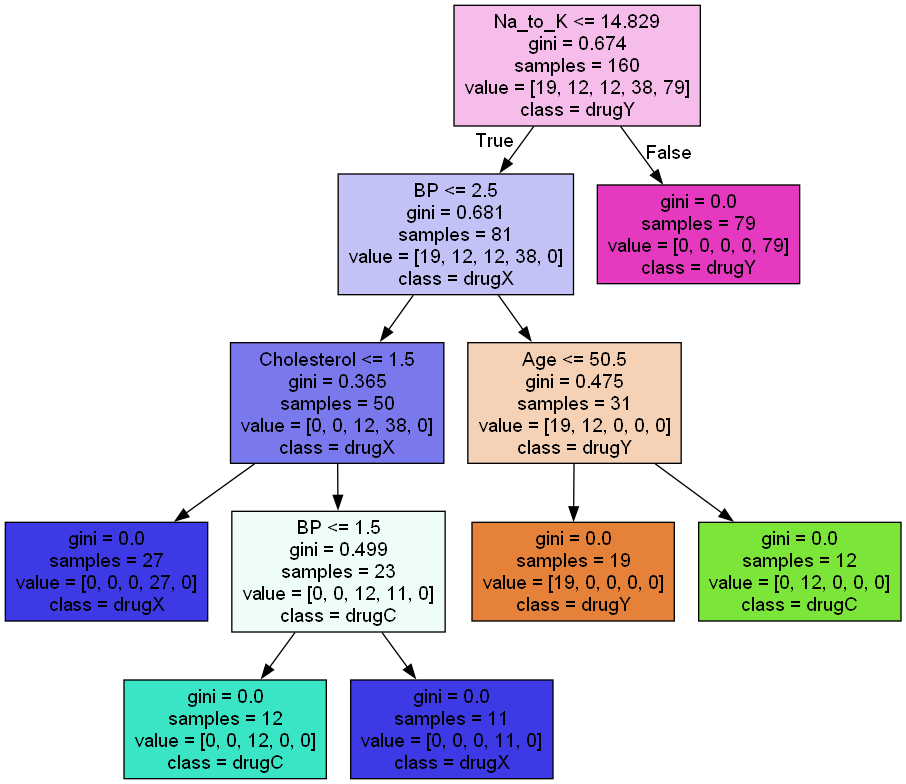 Na_to_K <= 14.829
gini = 0.674
samples = 160
value = [19, 12, 12, 38, 79]
class = drugY
True
False
BP <= 2.5
gini = 0.681
samples = 81
value = [19, 12, 12, 38, 0]
class = drugX
gini = 0.0
samples = 79
value = [0, 0, 0, 0, 79]
class = drugY
Cholesterol <= 1.5
gini = 0.365
samples = 50
value = [0, 0, 12, 38, 0]
class = drugX
Age <= 50.5
gini = 0.475
samples = 31
value = [19, 12, 0, 0, 0]
class = drugY
gini = 0.0
samples = 27
value = [0, 0, 0, 27, 0]
class = drugX
BP <= 1.5
gini = 0.499
samples = 23
value = [0, 0, 12, 11, 0]
class = drugC
gini = 0.0
samples = 19
value = [19, 0, 0, 0, 0]
class = drugY
gini = 0.0
samples = 12
value = [0, 12, 0, 0, 0]
class = drugC
gini = 0.0
samples = 12
value = [0, 0, 12, 0, 0]
class = drugC
gini = 0.0
samples = 11
value = [0, 0, 0, 11, 0]
class = drugX